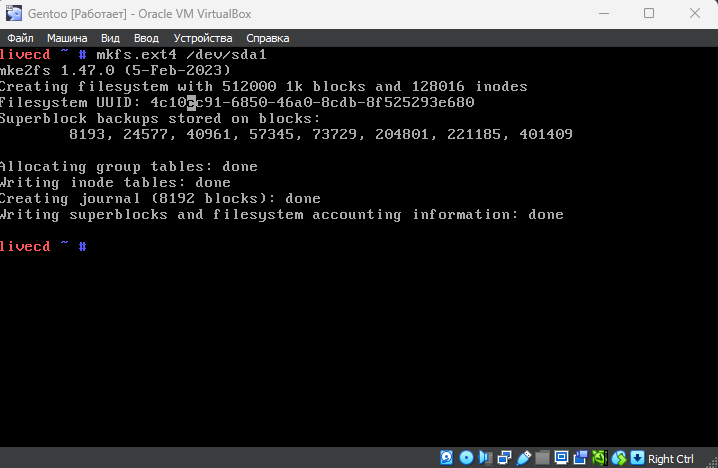 Gentoo [Работает] - Oracle VM VirtualBox
Файл Машина Вид Ввод Устройства Справка
livecd ~ # mkfs.ext4 /dev/sda1
mke2fs 1.47.0 (5-Feb-2023)
Creating filesystem with 512000 1k blocks and 128016 inodes
Filesystem UUID: 4c10cc91-6850-46a0-8cdb-8f525293e680
Superblock backups stored on blocks:
8193, 24577, 40961, 57345, 73729, 204801, 221185, 401409
Allocating group tables: done
Writing inode tables: done
Creating journal (8192 blocks): done
Writing superblocks and filesystem accounting information: done
livecd ~ #
Right Ctrl